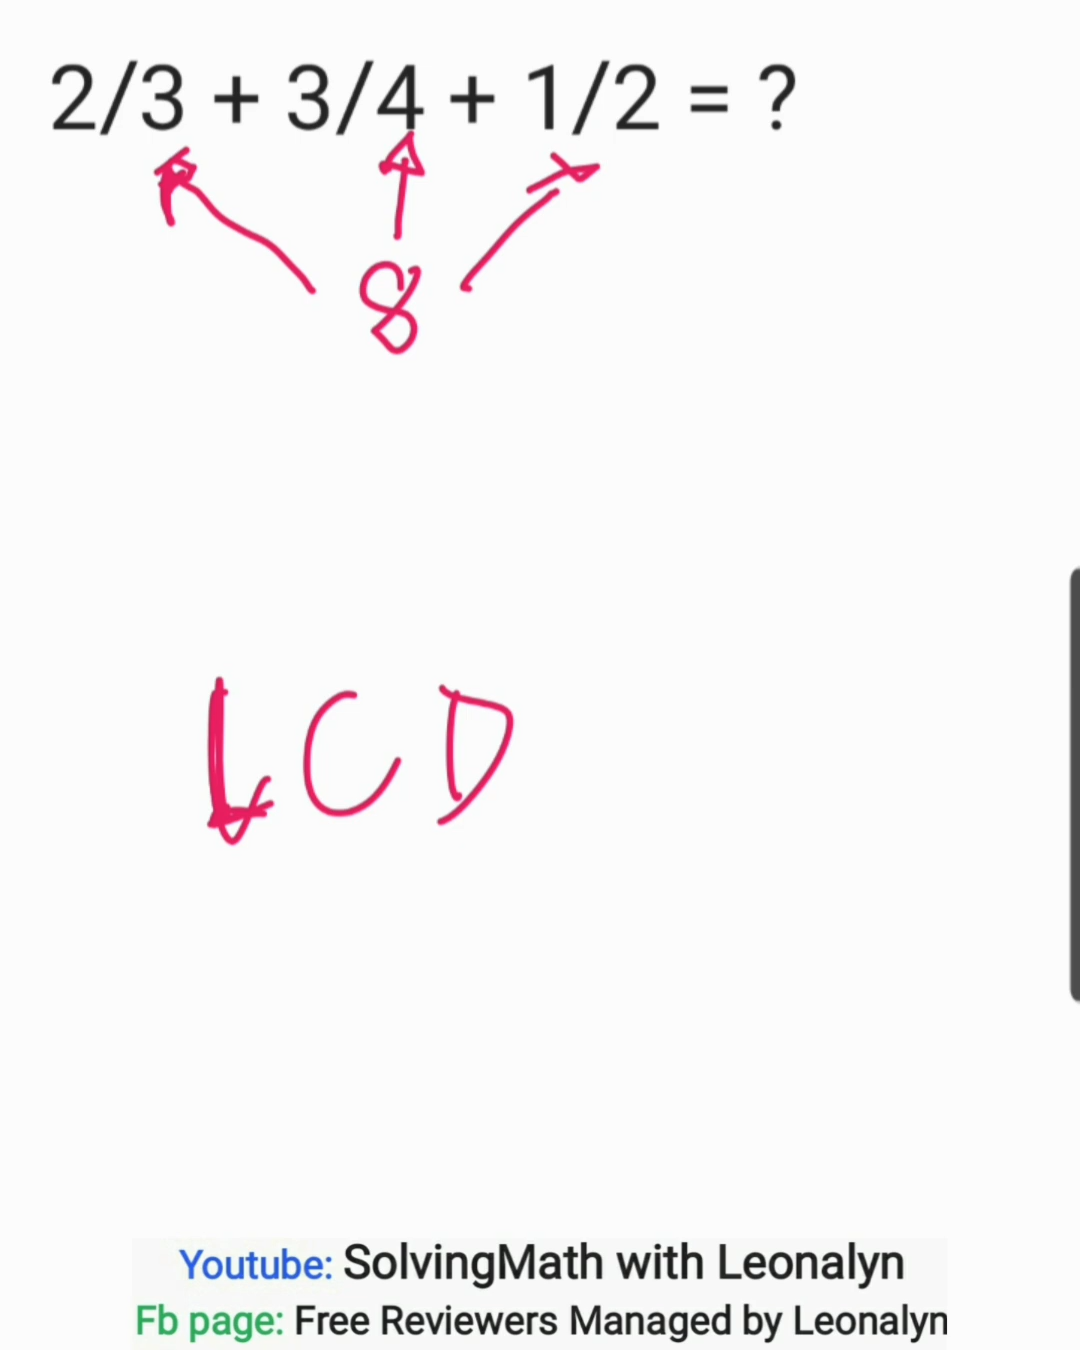 2/3 + 3/4 + 1/2 = ?
8
LCD
Youtube: SolvingMath with Leonalyn
Fb page: Free Reviewers Managed by Leonalyn